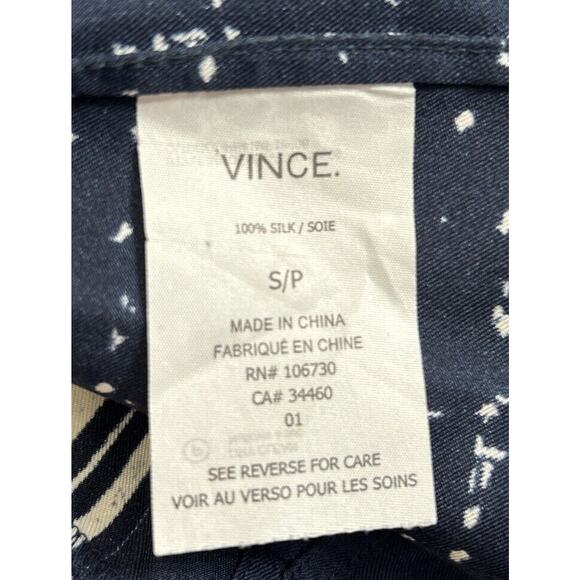 VINCE.
100% SILK / SOIE
S/P
MADE IN CHINA
FABRIQUÉ EN CHINE
RN# 106730
CA# 34460
01
SEE REVERSE FOR CARE
VOIR AU VERSO POUR LES SOINS